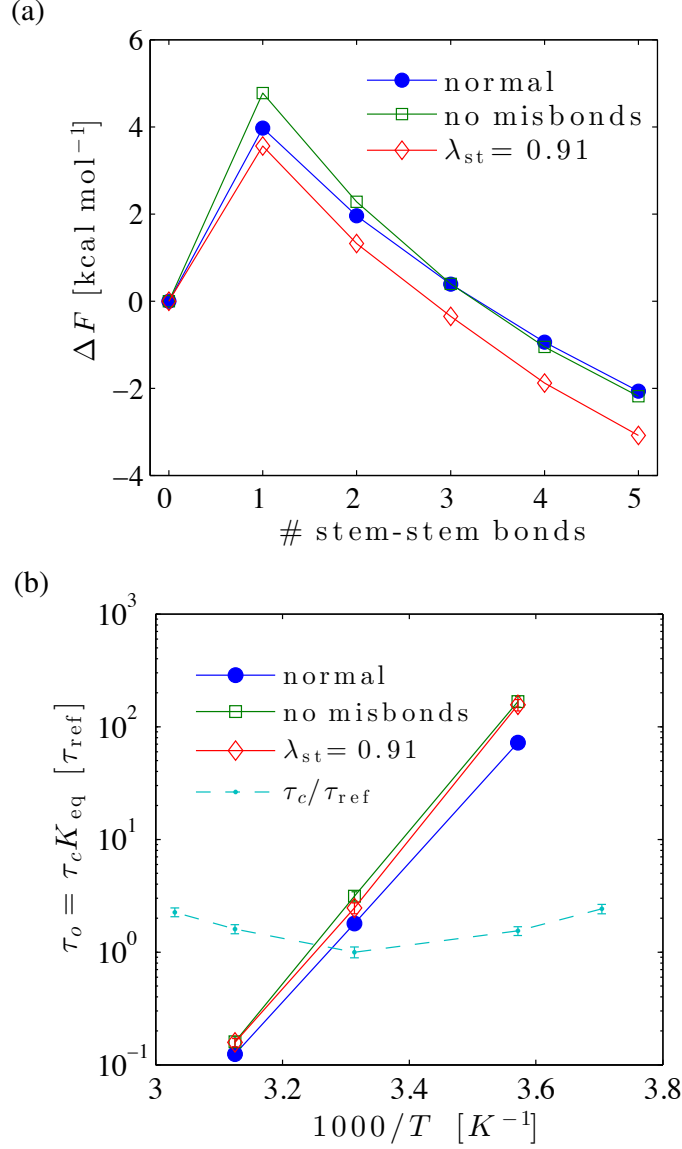 (a)
6
4
2
0
−2
−4
ΔF [kcal mol⁻¹]
normal
no misbonds
λst = 0.91
0 1 2 3 4 5
# stem-stem bonds
(b)
10³
10²
10¹
10⁰
10⁻¹
τo = τcKeq [τref]
normal
no misbonds
λst = 0.91
τc/τref
3 3.2 3.4 3.6 3.8
1000/T [K⁻¹]